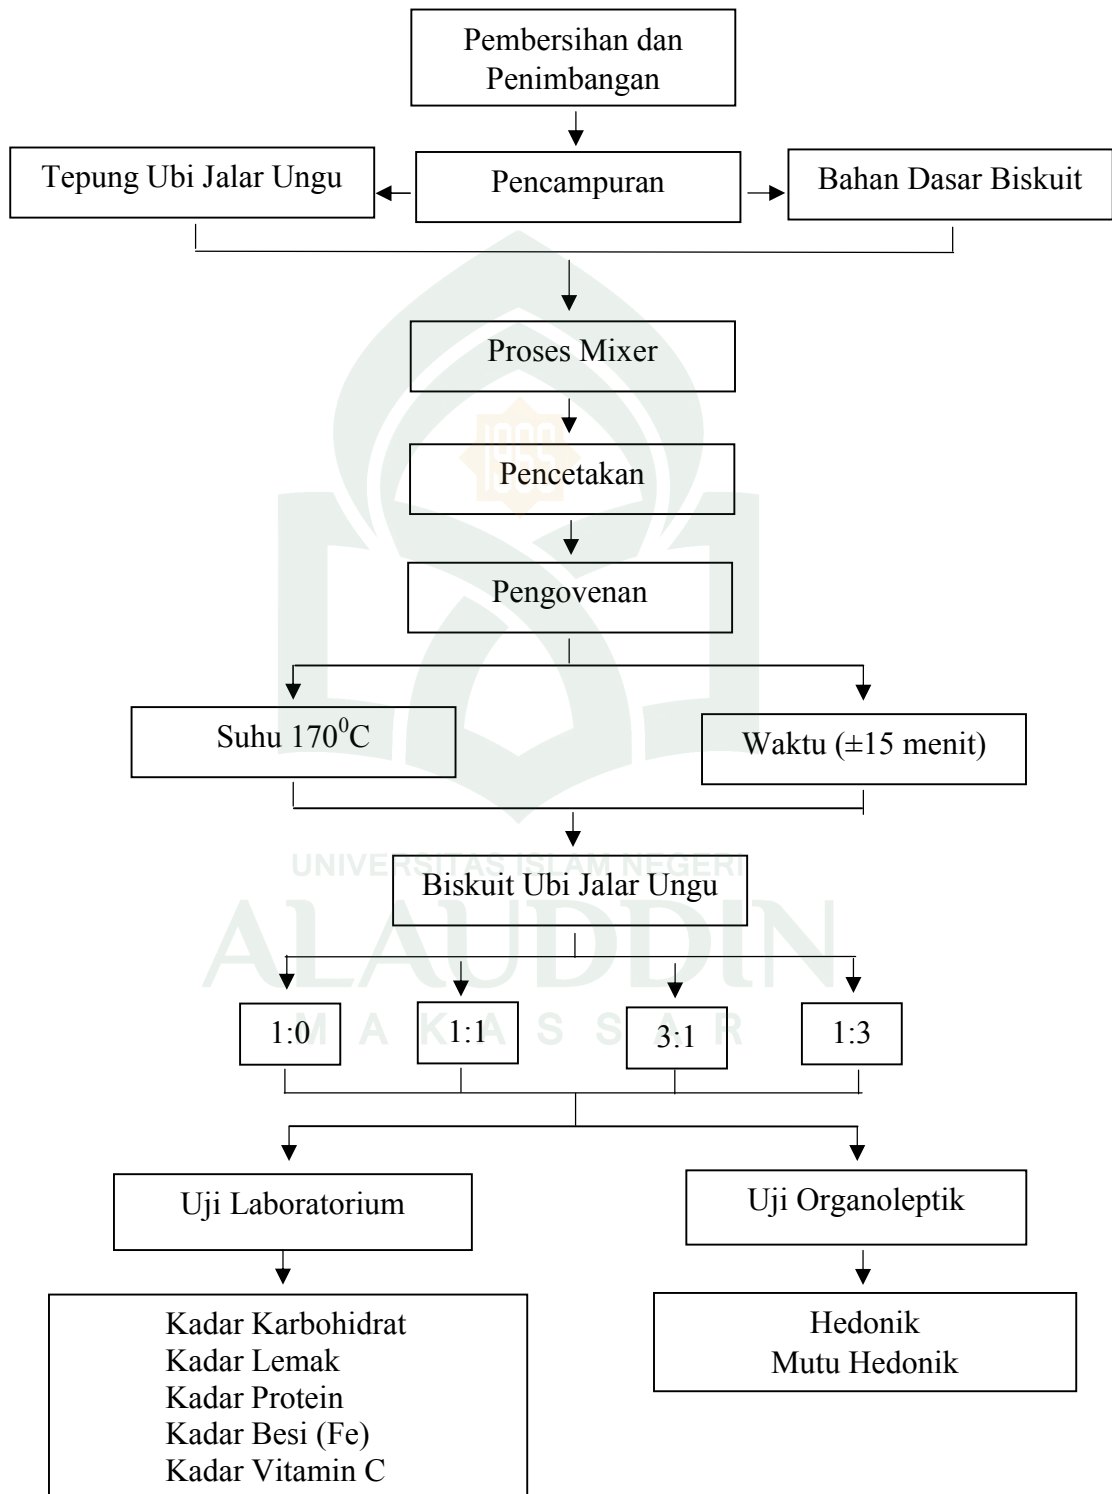 Pembersihan dan
Penimbangan
Tepung Ubi Jalar Ungu
Pencampuran
Bahan Dasar Biskuit
Proses Mixer
1965
Pencetakan
Pengovenan
Suhu 170⁰C
Waktu (±15 menit)
UNIVERSITAS ISLAM NEGERI
Biskuit Ubi Jalar Ungu
ALAUDDIN
1:0
1:1
3:1
1:3
MAKASSAR
Uji Laboratorium
Uji Organoleptik
Kadar Karbohidrat
Kadar Lemak
Kadar Protein
Kadar Besi (Fe)
Kadar Vitamin C
Hedonik
Mutu Hedonik